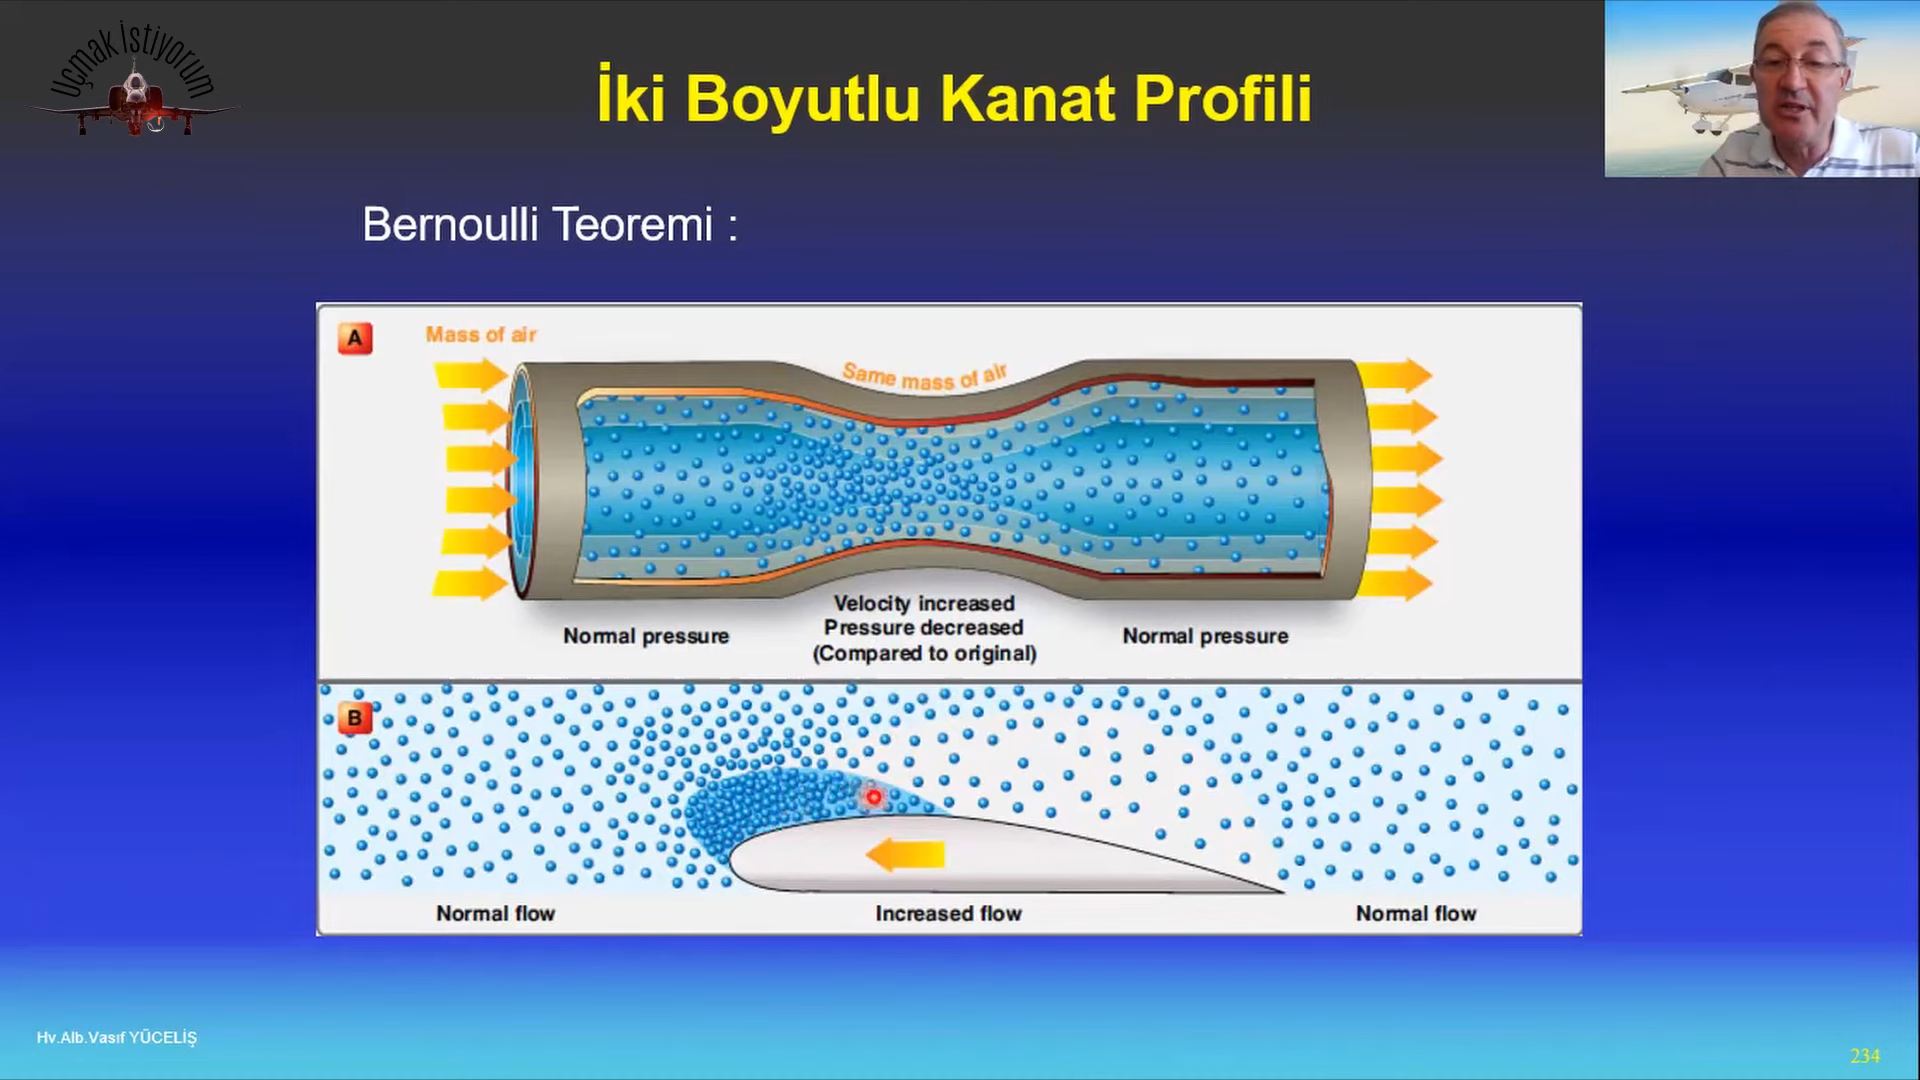 Uçmak İstiyorum
İki Boyutlu Kanat Profili
Bernoulli Teoremi :
A
Mass of air
Same mass of air
Velocity increased
Pressure decreased
(Compared to original)
Normal pressure
Normal pressure
B
Normal flow
Increased flow
Normal flow
Hv.Alb.Vasıf YÜCELİŞ
234